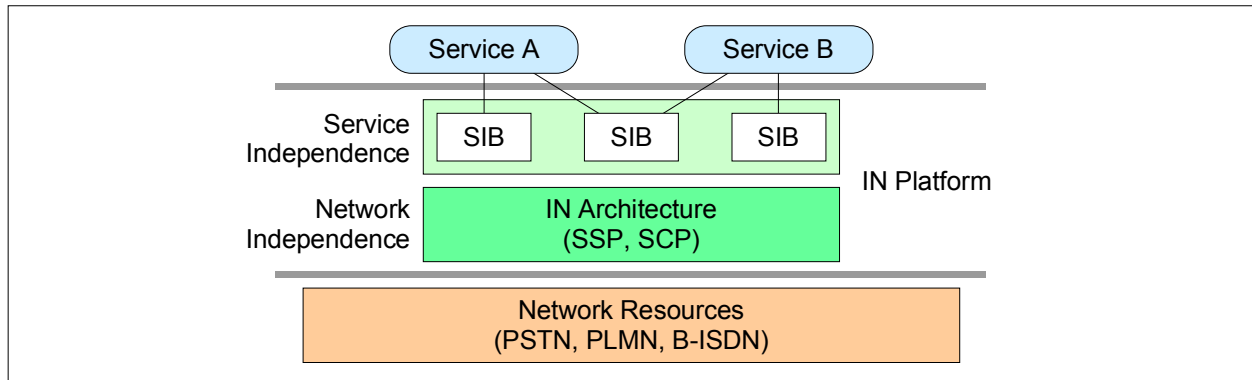 Service A
Service B
Service
Independence
SIB
SIB
SIB
IN Platform
Network
Independence
IN Architecture
(SSP, SCP)
Network Resources
(PSTN, PLMN, B-ISDN)